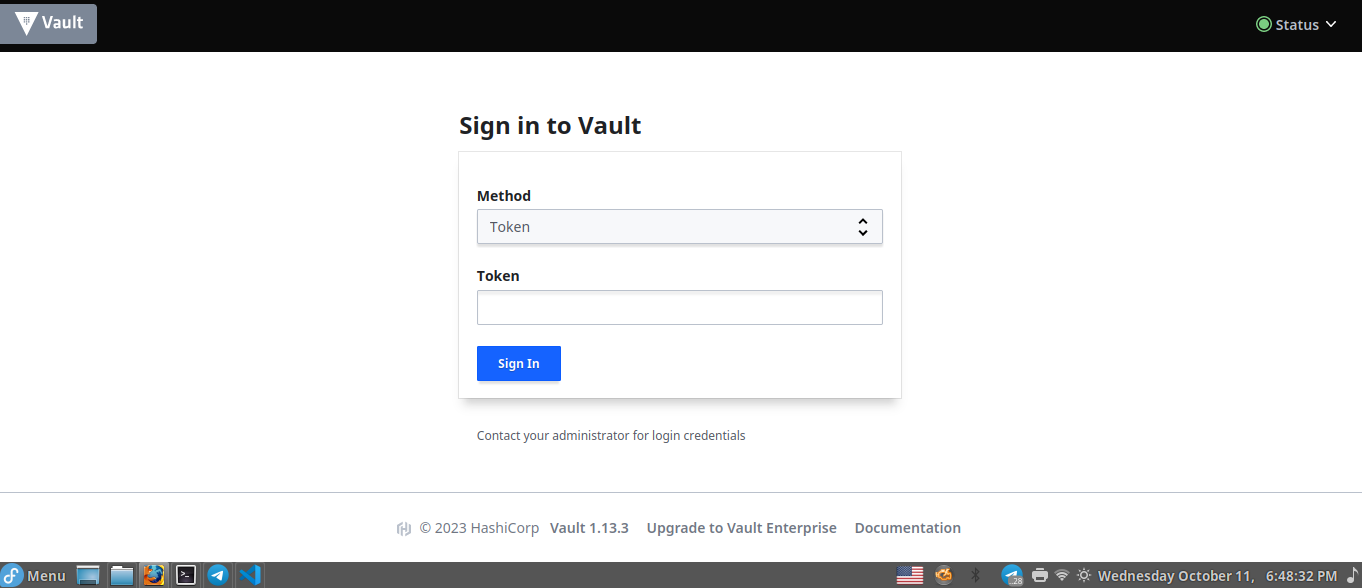 Vault
Status
Sign in to Vault
Method
Token
Token
Sign In
Contact your administrator for login credentials
© 2023 HashiCorp Vault 1.13.3 Upgrade to Vault Enterprise Documentation
Menu 28 Wednesday October 11, 6:48:32 PM